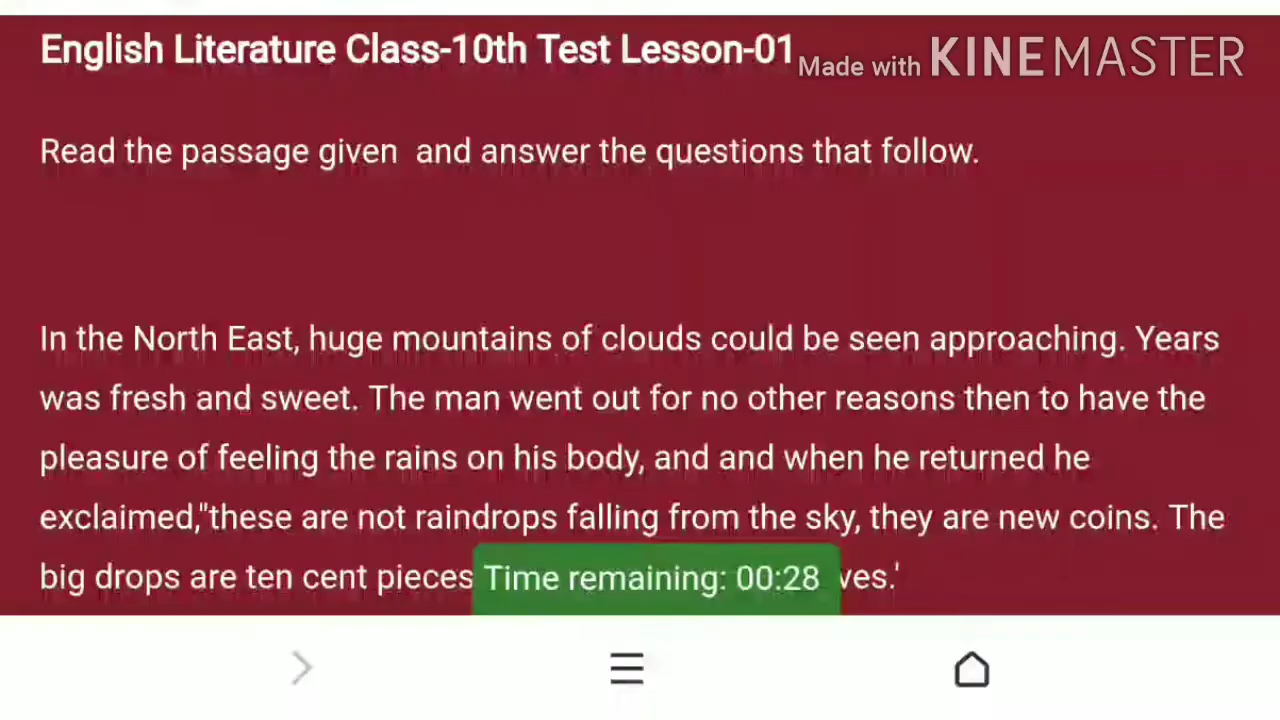 English Literature Class-10th Test Lesson-01
Made with KINEMASTER
Read the passage given and answer the questions that follow.
In the North East, huge mountains of clouds could be seen approaching. Years
was fresh and sweet. The man went out for no other reasons then to have the
pleasure of feeling the rains on his body, and and when he returned he
exclaimed,"these are not raindrops falling from the sky, they are new coins. The
big drops are ten cent pieces ves.'
Time remaining: 00:28